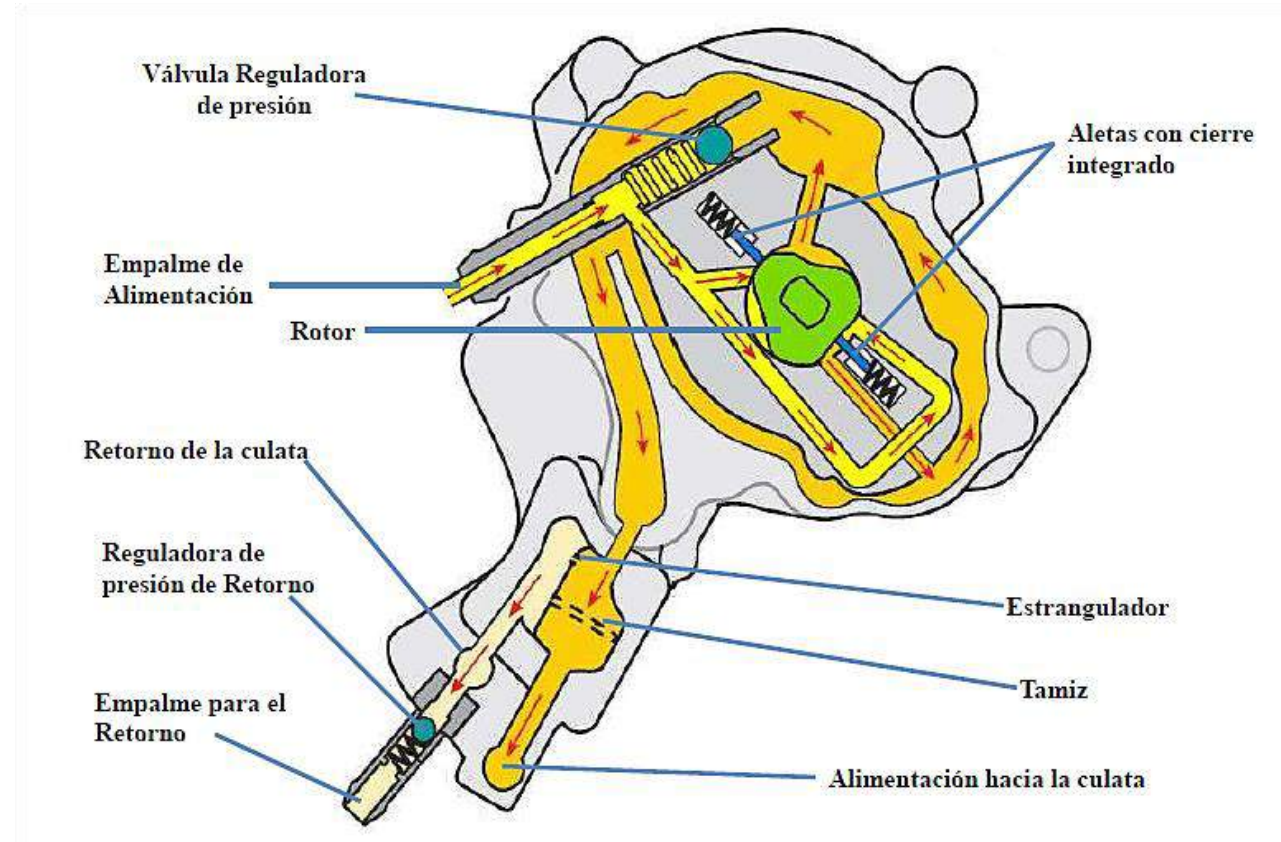 Válvula Reguladora
de presión
Aletas con cierre
integrado
Empalme de
Alimentación
Rotor
Retorno de la culata
Reguladora de
presión de Retorno
Estrangulador
Tamiz
Empalme para el
Retorno
Alimentación hacia la culata